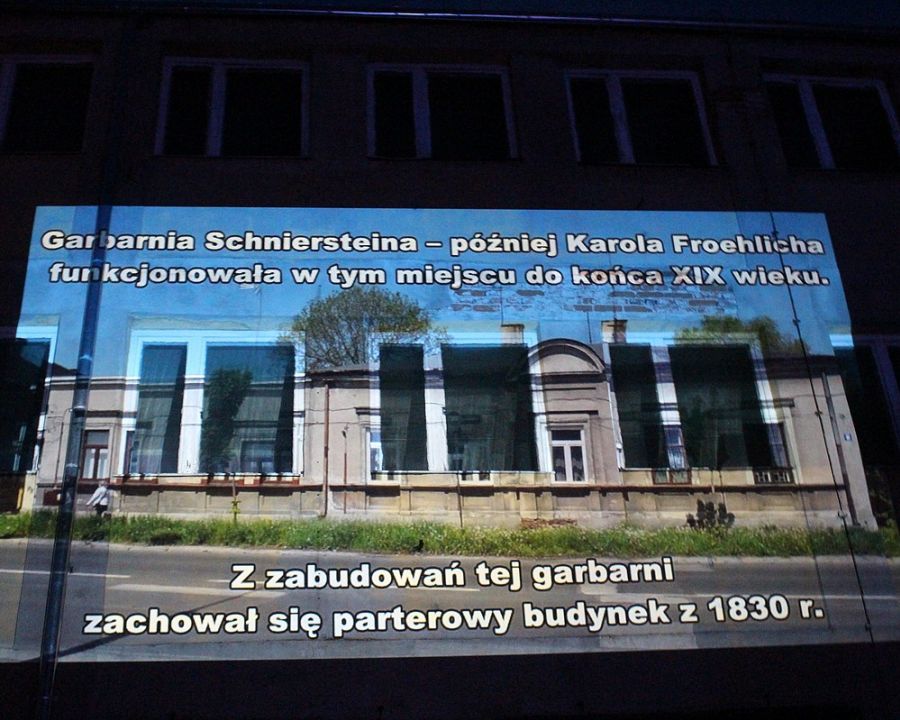 Garbarnia Schniersteina – później Karola Froehlicha
funkcjonowała w tym miejscu do końca XIX wieku.
Z zabudowań tej garbarni
zachował się parterowy budynek z 1830 r.